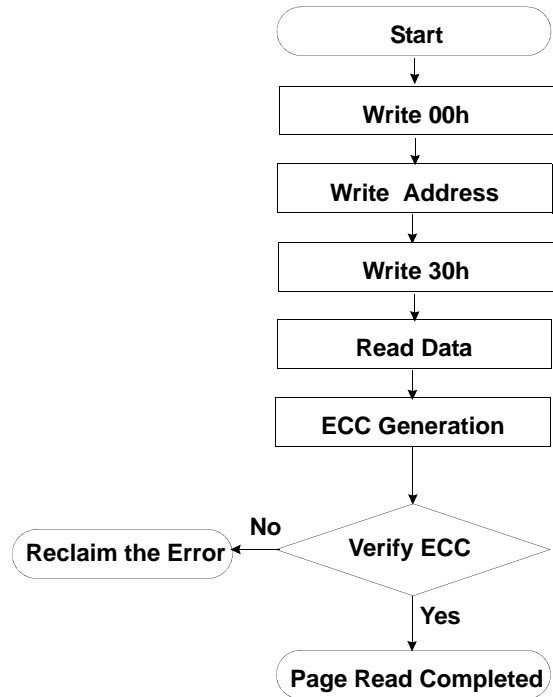 Start
Write 00h
Write Address
Write 30h
Read Data
ECC Generation
No
Reclaim the Error
Verify ECC
Yes
Page Read Completed